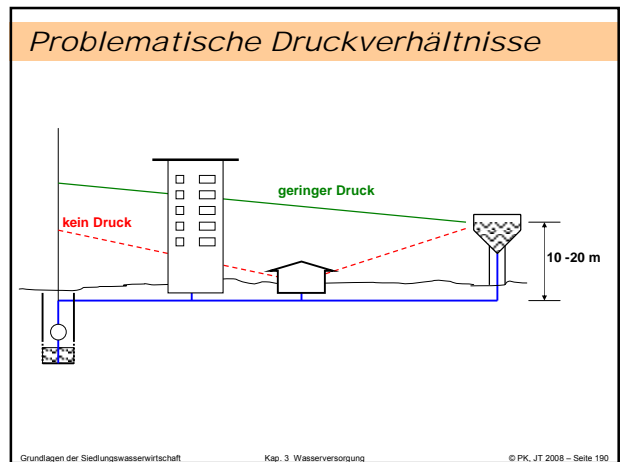 Problematische Druckverhältnisse
geringer Druck
kein Druck
10 -20 m
Grundlagen der Siedlungswasserwirtschaft Kap. 3 Wasserversorgung © PK, JT 2008 – Seite 190